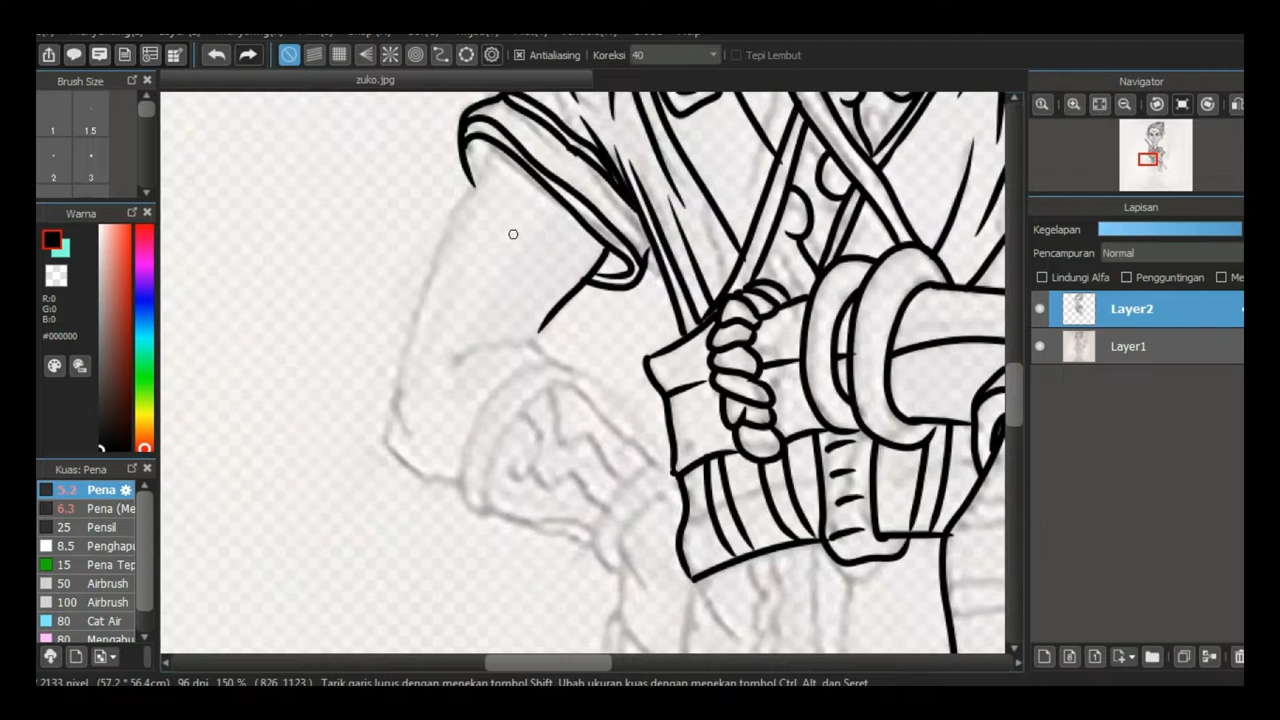 Antialiasing Koreksi 40 Tepi Lembut
Brush Size
zuko.jpg
Navigator
1 1.5
2 3
Warna
R:0
G:0
B:0
#000000
Lapisan
Kegelapan
Pencampuran Normal
Lindungi Alfa Pengguntingan Me
Layer2
Layer1
Kuas: Pena
5.2 Pena
6.3 Pena (Me
25 Pensil
8.5 Penghapu
15 Pena Tep
50 Airbrush
100 Airbrush
80 Cat Air
80 Mengabu
2133 pixel (57.2 * 56.4cm) 96 dpi 150 % (826, 1123) Tarik garis lurus dengan menekan tombol Shift. Ubah ukuran kuas dengan menekan tombol Ctrl, Alt, dan Seret